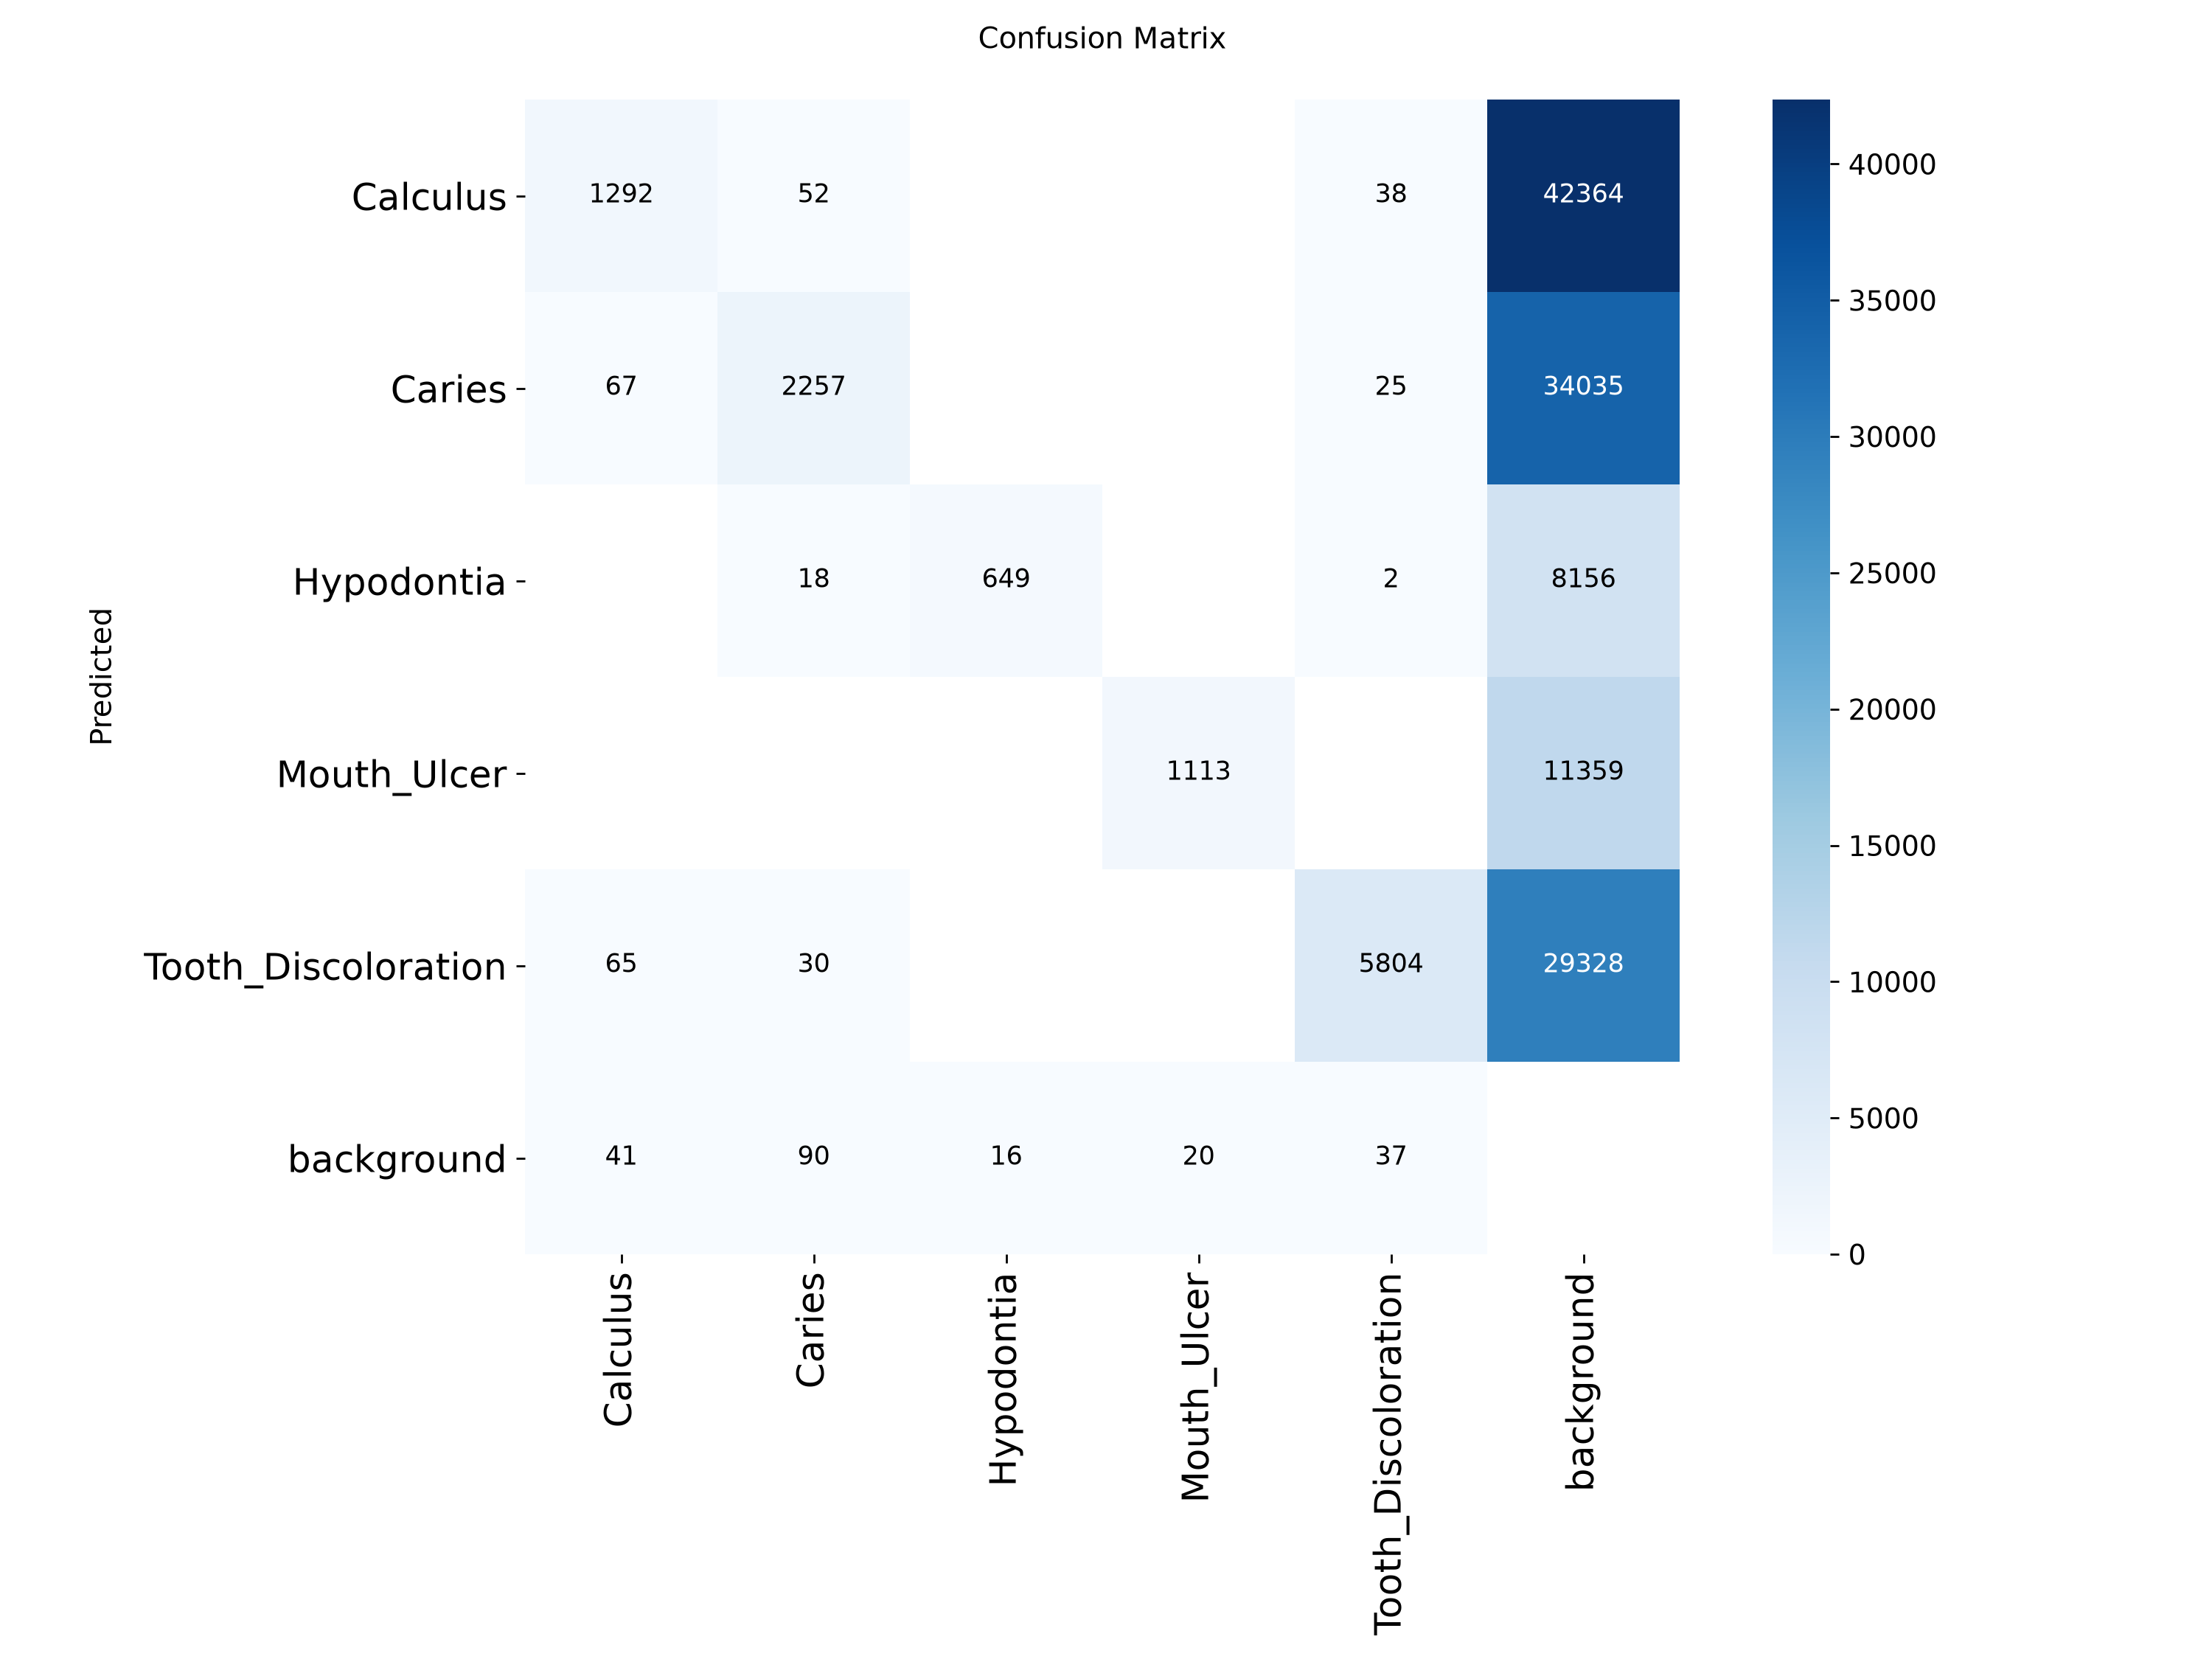 Confusion Matrix
Predicted
Calculus 1292 52 38 42364
Caries 67 2257 25 34035
Hypodontia 18 649 2 8156
Mouth_Ulcer 1113 11359
Tooth_Discoloration 65 30 5804 29328
background 41 90 16 20 37
Calculus
Caries
Hypodontia
Mouth_Ulcer
Tooth_Discoloration
background
40000
35000
30000
25000
20000
15000
10000
5000
0